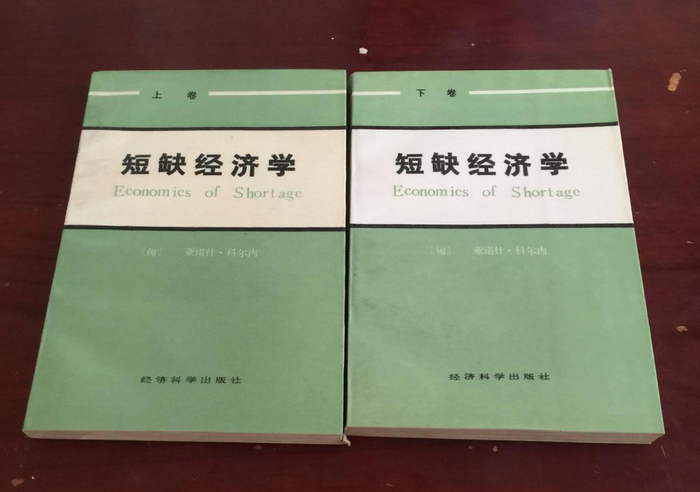 上 卷
短缺经济学
Economics of Shortage
〔匈〕 亚诺什·科尔内
经济科学出版社
下 卷
短缺经济学
Economics of Shortage
〔匈〕 亚诺什·科尔内
经济科学出版社